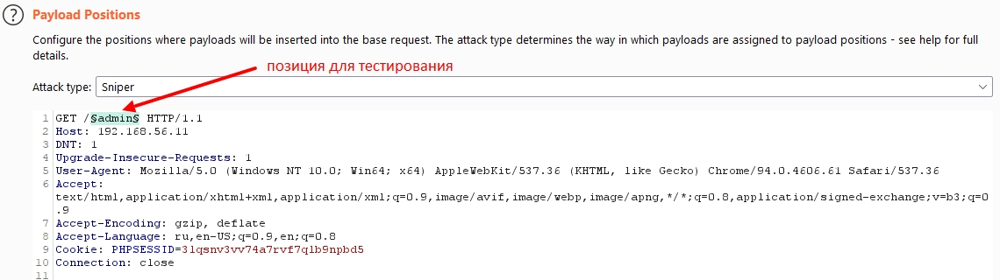 Payload Positions
Configure the positions where payloads will be inserted into the base request. The attack type determines the way in which payloads are assigned to payload positions - see help for full
details.
позиция для тестирования
Attack type: Sniper
1 GET /§admin§ HTTP/1.1
2 Host: 192.168.56.11
3 DNT: 1
4 Upgrade-Insecure-Requests: 1
5 User-Agent: Mozilla/5.0 (Windows NT 10.0; Win64; x64) AppleWebKit/537.36 (KHTML, like Gecko) Chrome/94.0.4606.61 Safari/537.36
6 Accept:
text/html,application/xhtml+xml,application/xml;q=0.9,image/avif,image/webp,image/apng,*/*;q=0.8,application/signed-exchange;v=b3;q=0
.9
7 Accept-Encoding: gzip, deflate
8 Accept-Language: ru,en-US;q=0.9,en;q=0.8
9 Cookie: PHPSESSID=3lqsnv3vv74a7rvf7qlb9npbd5
10 Connection: close
11